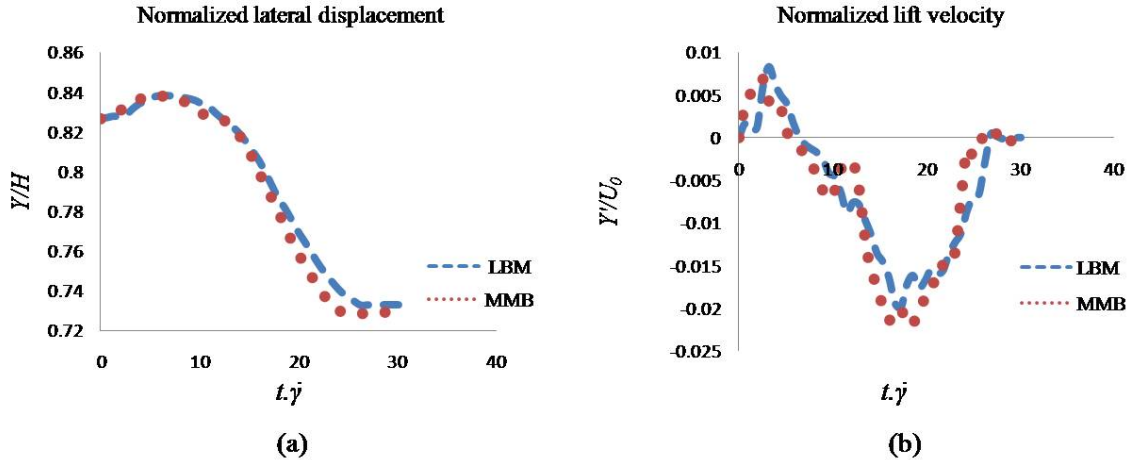 Normalized lateral displacement
0.86
0.84
0.82
0.8
0.78
0.76
0.74
0.72
Y/H
0
10
20
30
40
LBM
MMB
t.γ̇
(a)
Normalized lift velocity
0.01
0.005
0
-0.005
-0.01
-0.015
-0.02
-0.025
Y'/U₀
0
10
20
30
40
LBM
MMB
t.γ̇
(b)